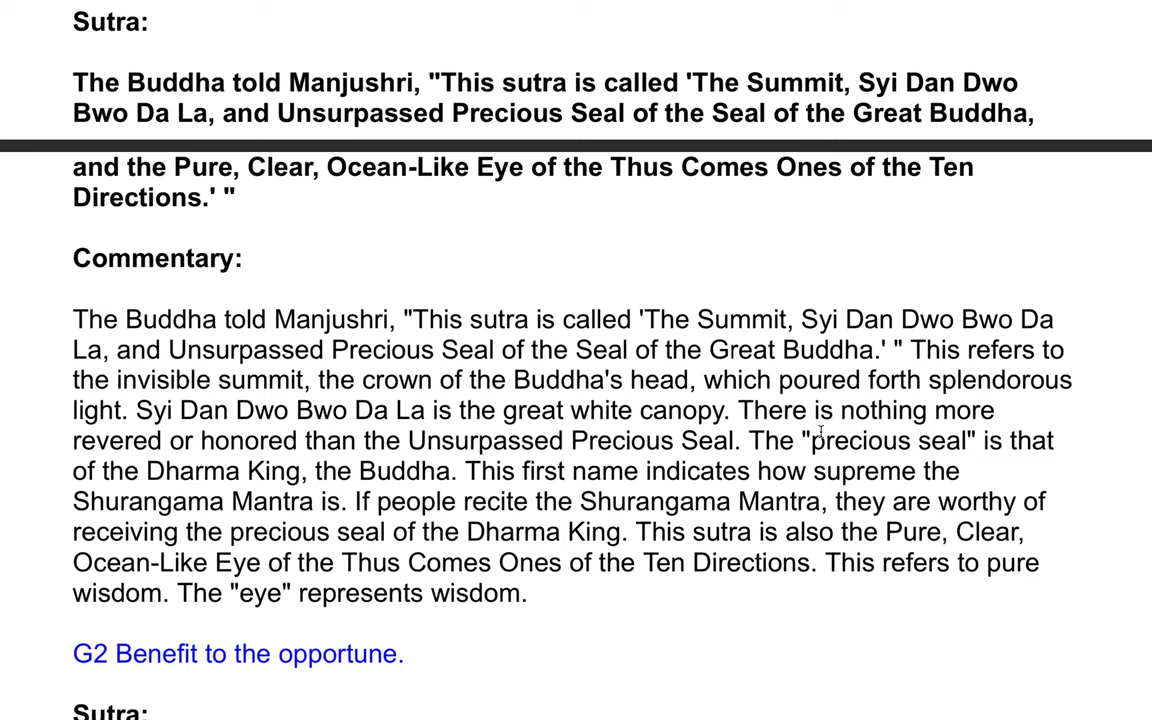 Sutra:
The Buddha told Manjushri, "This sutra is called 'The Summit, Syi Dan Dwo
Bwo Da La, and Unsurpassed Precious Seal of the Seal of the Great Buddha,
and the Pure, Clear, Ocean-Like Eye of the Thus Comes Ones of the Ten
Directions.' "
Commentary:
The Buddha told Manjushri, "This sutra is called 'The Summit, Syi Dan Dwo Bwo Da
La, and Unsurpassed Precious Seal of the Seal of the Great Buddha.' " This refers to
the invisible summit, the crown of the Buddha's head, which poured forth splendorous
light. Syi Dan Dwo Bwo Da La is the great white canopy. There is nothing more
revered or honored than the Unsurpassed Precious Seal. The "precious seal" is that
of the Dharma King, the Buddha. This first name indicates how supreme the
Shurangama Mantra is. If people recite the Shurangama Mantra, they are worthy of
receiving the precious seal of the Dharma King. This sutra is also the Pure, Clear,
Ocean-Like Eye of the Thus Comes Ones of the Ten Directions. This refers to pure
wisdom. The "eye" represents wisdom.
G2 Benefit to the opportune.
Sutra: